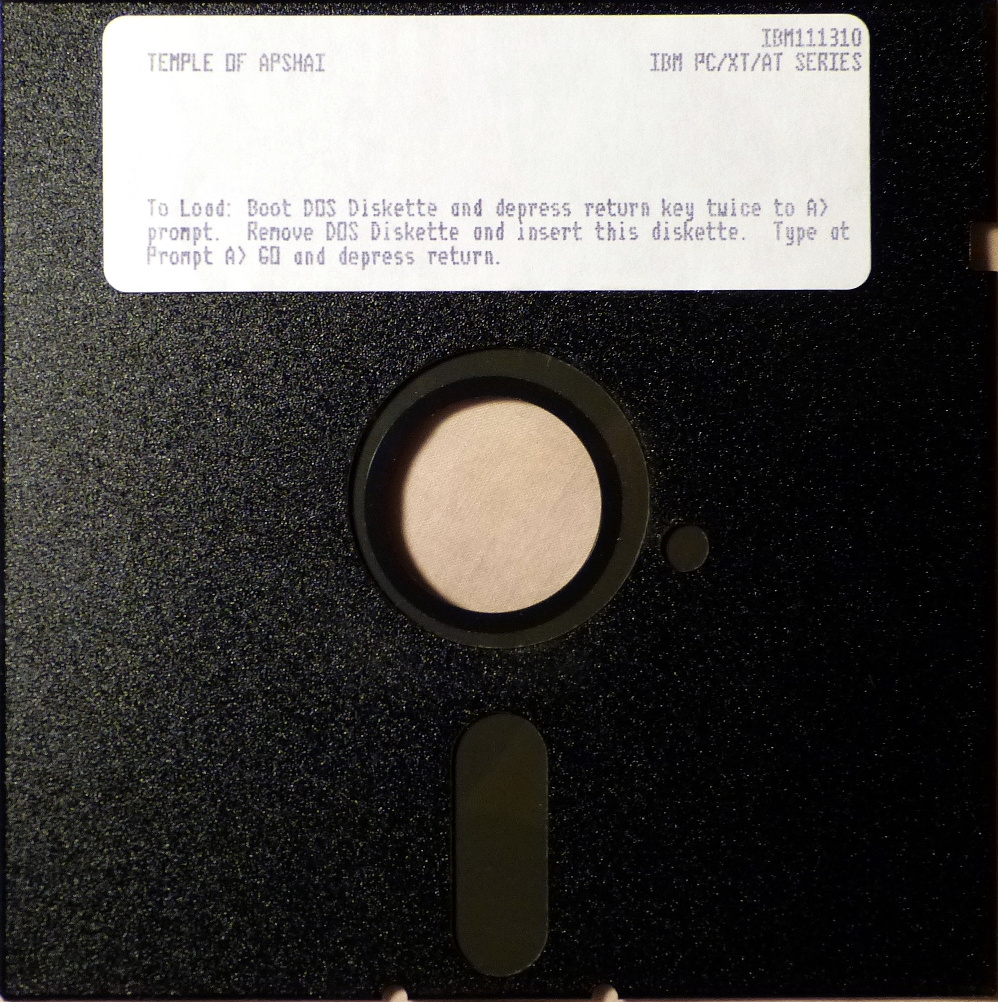 IBM111310
TEMPLE OF APSHAI IBM PC/XT/AT SERIES
To Load: Boot DOS Diskette and depress return key twice to A>
prompt. Remove DOS Diskette and insert this diskette. Type at
Prompt A> GO and depress return.